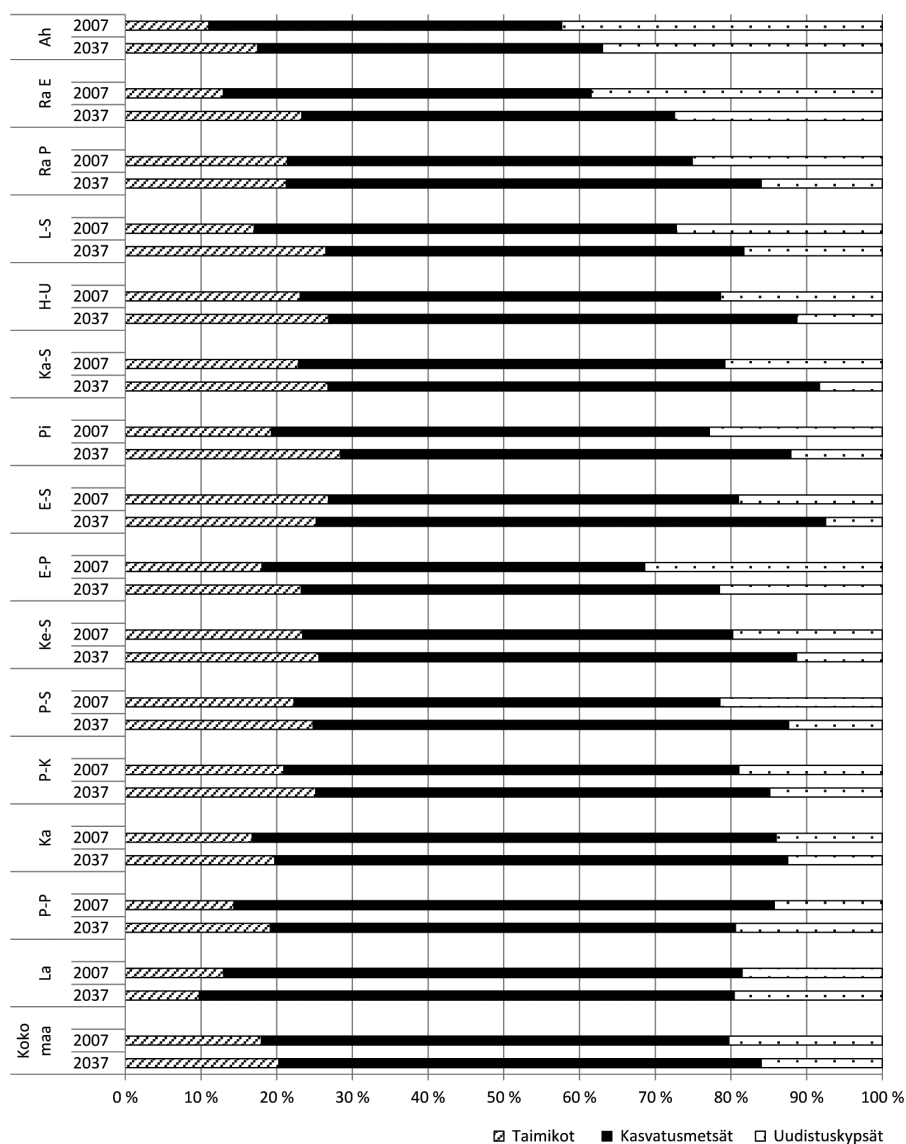 Ah
2007
2037
Ra E
2007
2037
Ra P
2007
2037
L-S
2007
2037
H-U
2007
2037
Ka-S
2007
2037
Pi
2007
2037
E-S
2007
2037
E-P
2007
2037
Ke-S
2007
2037
P-S
2007
2037
P-K
2007
2037
Ka
2007
2037
P-P
2007
2037
La
2007
2037
Koko
maa
2007
2037
0 % 10 % 20 % 30 % 40 % 50 % 60 % 70 % 80 % 90 % 100 %
Taimikot Kasvatusmetsät Uudistuskypsät